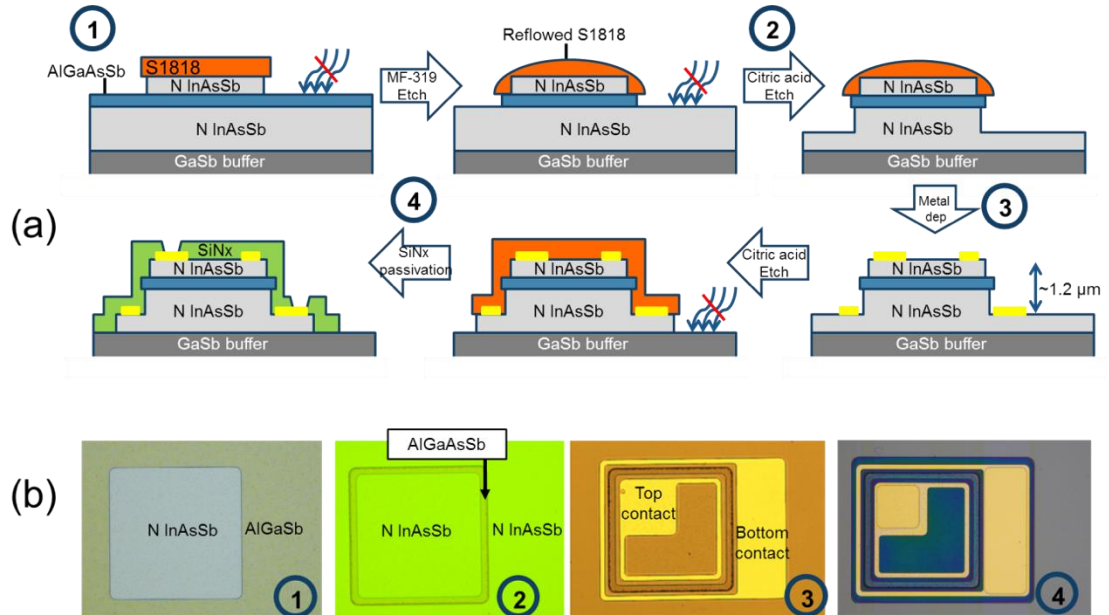 1
AlGaAsSb
S1818
N InAsSb
N InAsSb
GaSb buffer
MF-319
Etch
Reflowed S1818
N InAsSb
N InAsSb
GaSb buffer
2
Citric acid
Etch
N InAsSb
N InAsSb
GaSb buffer
(a)
Metal
dep
3
N InAsSb
N InAsSb
GaSb buffer
~1.2 μm
Citric acid
Etch
N InAsSb
N InAsSb
GaSb buffer
4
SiNx
passivation
SiNx
N InAsSb
N InAsSb
GaSb buffer
(b)
N InAsSb
AlGaSb
1
AlGaAsSb
N InAsSb
N InAsSb
2
Top
contact
Bottom
contact
3
4